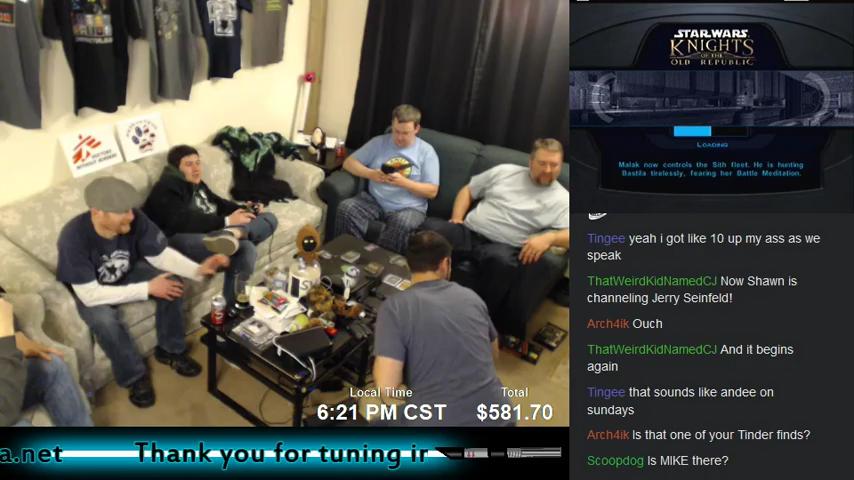 STAR WARS
KNIGHTS
OF THE
OLD REPUBLIC
LOADING
Malak now controls the Sith fleet. He is hunting
Bastila tirelessly, fearing her Battle Meditation.
Tingee yeah i got like 10 up my ass as we
speak
ThatWeirdKidNamedCJ Now Shawn is
channeling Jerry Seinfeld!
Arch4ik Ouch
ThatWeirdKidNamedCJ And it begins
again
Tingee that sounds like andee on
sundays
Arch4ik Is that one of your Tinder finds?
Scoopdog Is MIKE there?
Local Time
Total
6:21 PM CST
$581.70
a.net
Thank you for tuning in